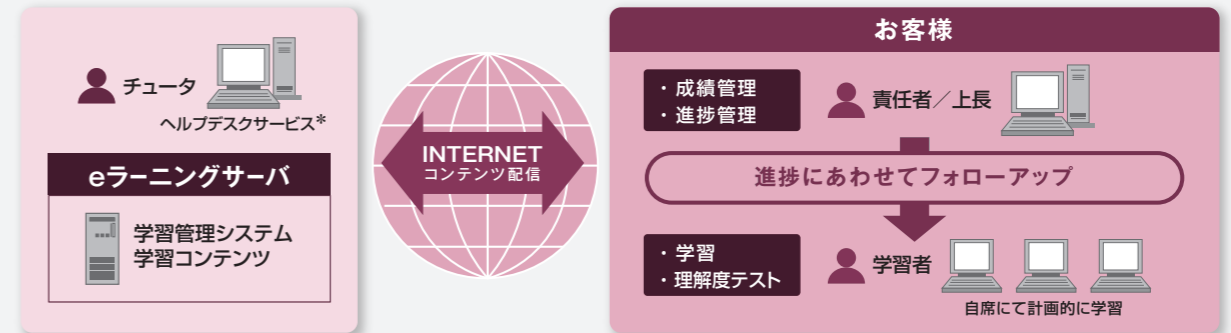 チュータ
ヘルプデスクサービス*
eラーニングサーバ
学習管理システム
学習コンテンツ
INTERNET
コンテンツ配信
お客様
・成績管理
・進捗管理
責任者／上長
進捗にあわせてフォローアップ
・学習
・理解度テスト
学習者
自席にて計画的に学習